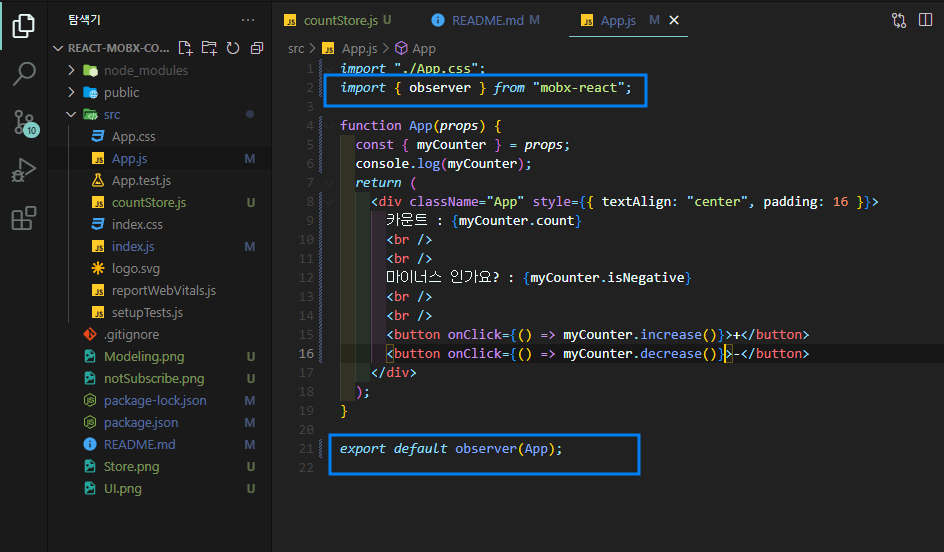 탐색기
countStore.js U
README.md M
App.js M
REACT-MOBX-CO...
src > App.js > App
node_modules
public
src
App.css
App.js M
App.test.js
countStore.js U
index.css
index.js M
logo.svg
reportWebVitals.js
setupTests.js
.gitignore
Modeling.png U
notSubscribe.png U
package-lock.json M
package.json M
README.md M
Store.png U
UI.png U
10
1 import "./App.css";
2 import { observer } from "mobx-react";
3
4 function App(props) {
5 const { myCounter } = props;
6 console.log(myCounter);
7 return (
8 <div className="App" style={{ textAlign: "center", padding: 16 }}>
9 카운트 : {myCounter.count}
10 <br />
11 <br />
12 마이너스 인가요? : {myCounter.isNegative}
13 <br />
14 <br />
15 <button onClick={() => myCounter.increase()}>+</button>
16 <button onClick={() => myCounter.decrease()}>-</button>
17 </div>
18 );
19 }
20
21 export default observer(App);
22